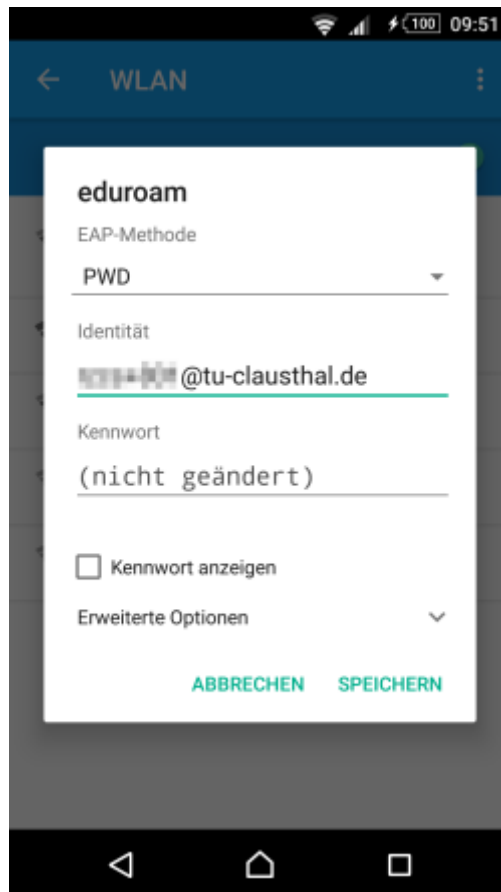 100 09:51
WLAN
eduroam
EAP-Methode
PWD
Identität
@tu-clausthal.de
Kennwort
(nicht geändert)
Kennwort anzeigen
Erweiterte Optionen
ABBRECHEN SPEICHERN